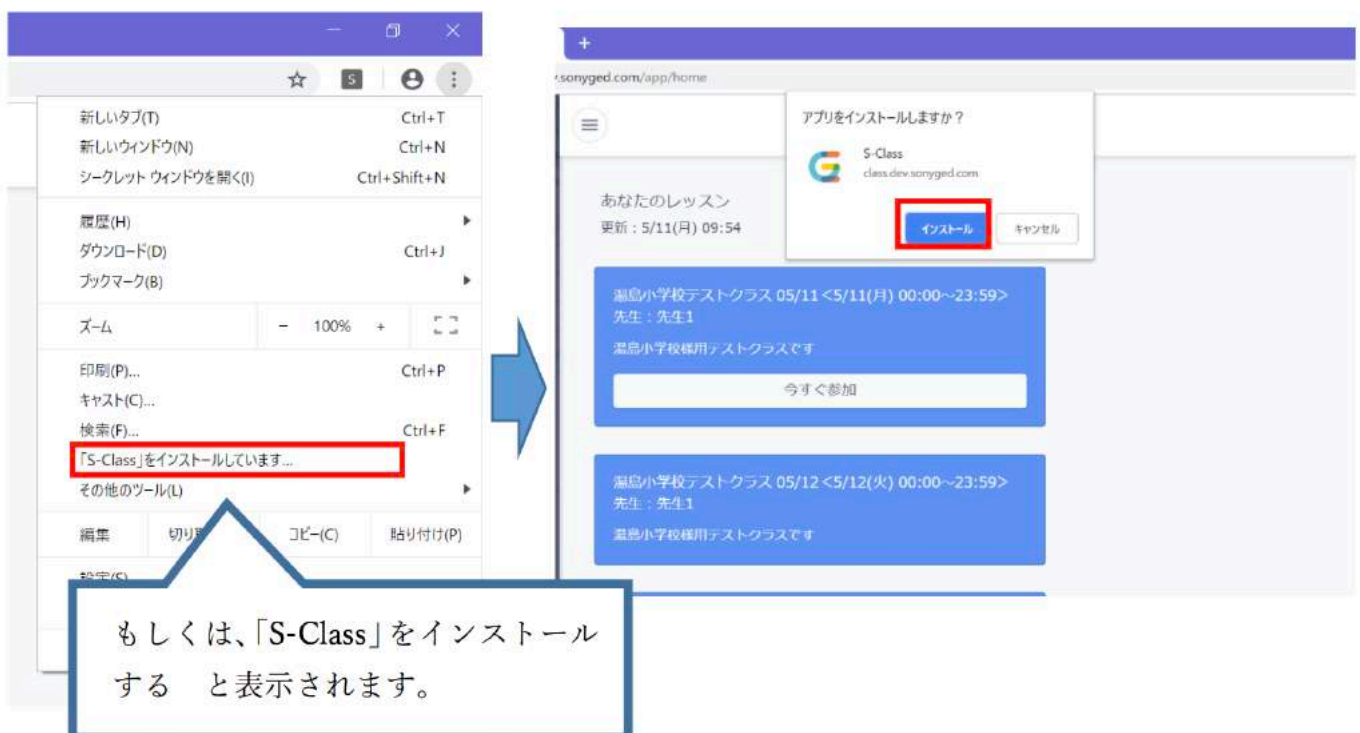 S
新しいタブ(T) Ctrl+T
新しいウィンドウ(N) Ctrl+N
シークレット ウィンドウを開く(I) Ctrl+Shift+N
履歴(H)
ダウンロード(D) Ctrl+J
ブックマーク(B)
ズーム － 100% +
印刷(P)... Ctrl+P
キャスト(C)...
検索(F)... Ctrl+F
「S-Class」をインストールしています...
その他のツール(L)
編集 切り コピー(C) 貼り付け(P)
設定(S)
もしくは、「S-Class」をインストール
する　と表示されます。
.sonyged.com/app/home
アプリをインストールしますか？
S-Class
class.dev.sonyged.com
インストール キャンセル
あなたのレッスン
更新：5/11(月) 09:54
湯島小学校テストクラス 05/11<5/11(月) 00:00～23:59>
先生：先生1
湯島小学校様用テストクラスです
今すぐ参加
湯島小学校テストクラス 05/12<5/12(火) 00:00～23:59>
先生：先生1
湯島小学校様用テストクラスです